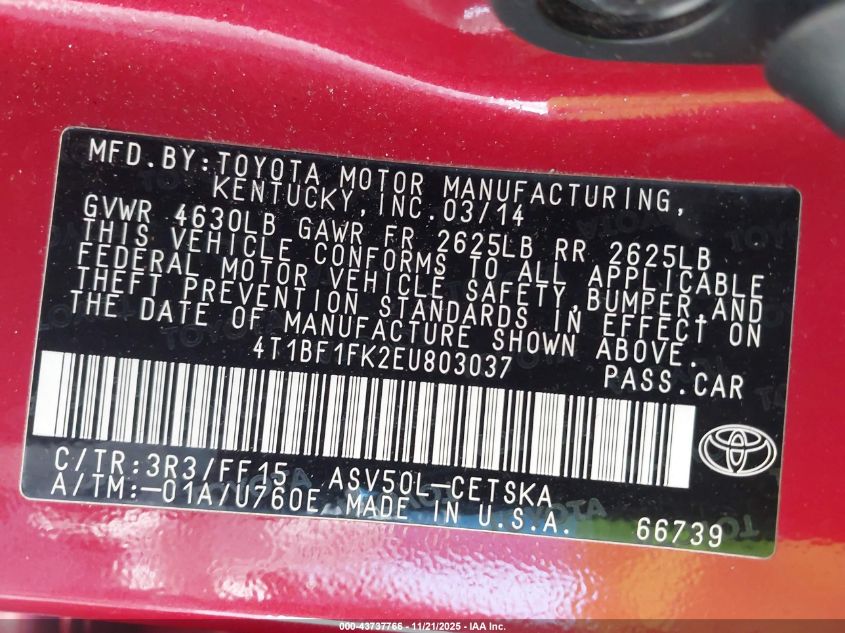 MFD.BY:TOYOTA MOTOR MANUFACTURING,
KENTUCKY,INC.03/14
GVWR 4630LB GAWR FR 2625LB RR 2625LB
THIS VEHICLE CONFORMS TO ALL APPLICABLE
FEDERAL MOTOR VEHICLE SAFETY,BUMPER,AND
THEFT PREVENTION STANDARDS IN EFFECT ON
THE DATE OF MANUFACTURE SHOWN ABOVE.
4T1BF1FK2EU803037 PASS.CAR
C/TR:3R3/FF15 ASV50L-CETSKA
A/TM:-01A/U760E MADE IN U.S.A. 66739
000-43737766 - 11/21/2025 - IAA Inc.